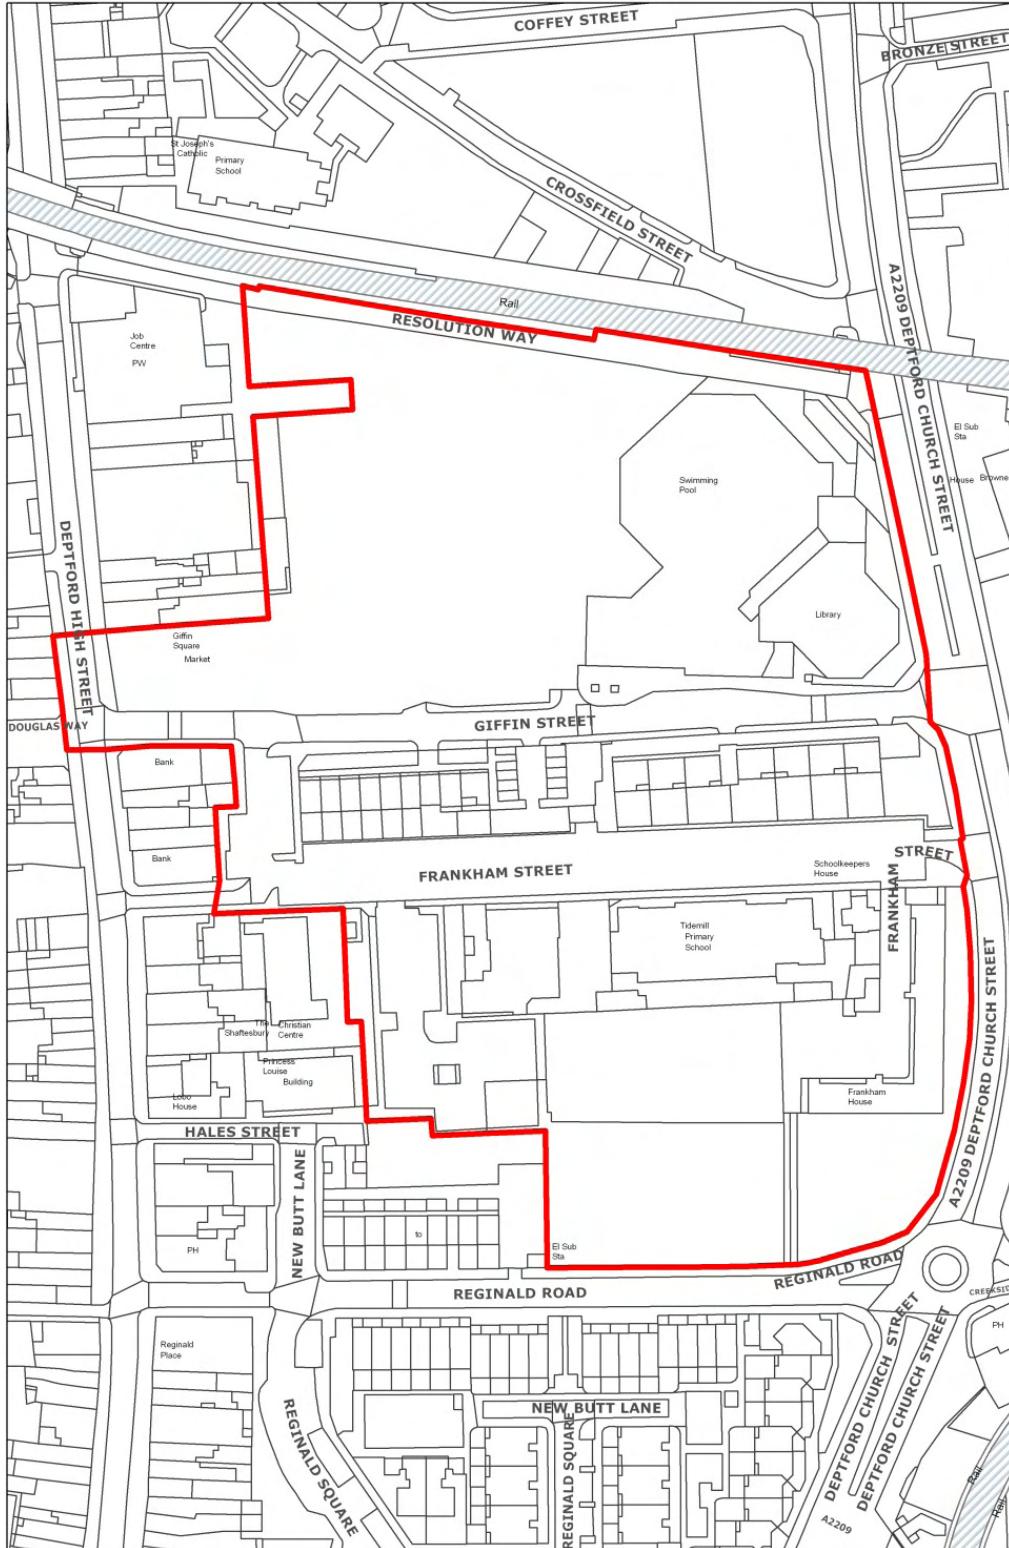 COFFEY STREET
BRONZE STREET
St Joseph's
Catholic
Primary
School
CROSSFIELD STREET
A2209 DEPTFORD CHURCH STREET
Rail
RESOLUTION WAY
Job
Centre
PW
El Sub
Sta
House
Browne
Swimming
Pool
DEPTFORD HIGH STREET
Library
Giffin
Square
Market
DOUGLAS WAY
GIFFIN STREET
Bank
Bank
FRANKHAM STREET
Schoolkeepers
House
FRANKHAM
STREET
Tidemill
Primary
School
A2209 DEPTFORD CHURCH STREET
The
Shaftesbury
Christian
Centre
Princess
Louise
Building
Lobo
House
Frankham
House
HALES STREET
NEW BUTT LANE
PH
to
El Sub
Sta
REGINALD ROAD
REGINALD ROAD
CREEKSID
PH
Reginald
Place
DEPTFORD CHURCH STREET
DEPTFORD CHURCH STREET
NEW BUTT LANE
REGINALD SQUARE
REGINALD SQUARE
A2209
Rail
Rail